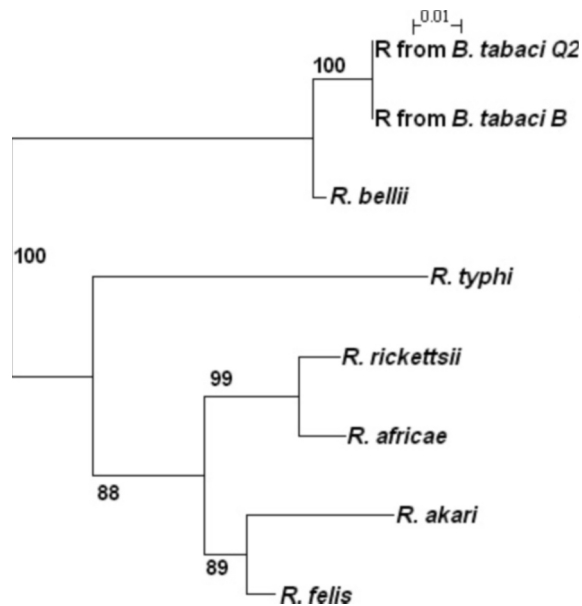 0.01
R from B. tabaci Q2
100
R from B. tabaci B
R. bellii
100
R. typhi
R. rickettsii
99
R. africae
88
R. akari
89
R. felis